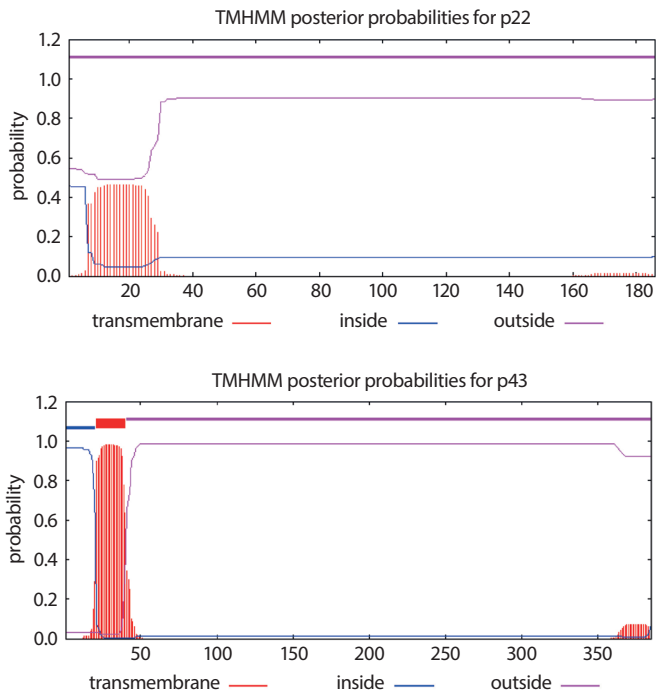 TMHMM posterior probabilities for p22
1.2
1.0
0.8
0.6
0.4
0.2
0.0
probability
20 40 60 80 100 120 140 160 180
transmembrane inside outside
TMHMM posterior probabilities for p43
1.2
1.0
0.8
0.6
0.4
0.2
0.0
probability
50 100 150 200 250 300 350
transmembrane inside outside